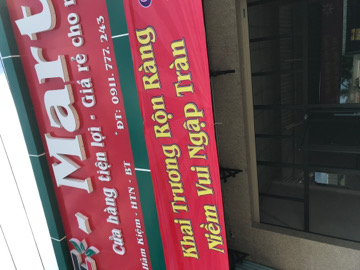 Mart
Cửa hàng tiện lợi - Giá rẻ cho
Kiệm - HTN - BT
ĐT: 0911.777.243
Khai Trương Rộn Ràng
Niềm Vui Ngập Tràn